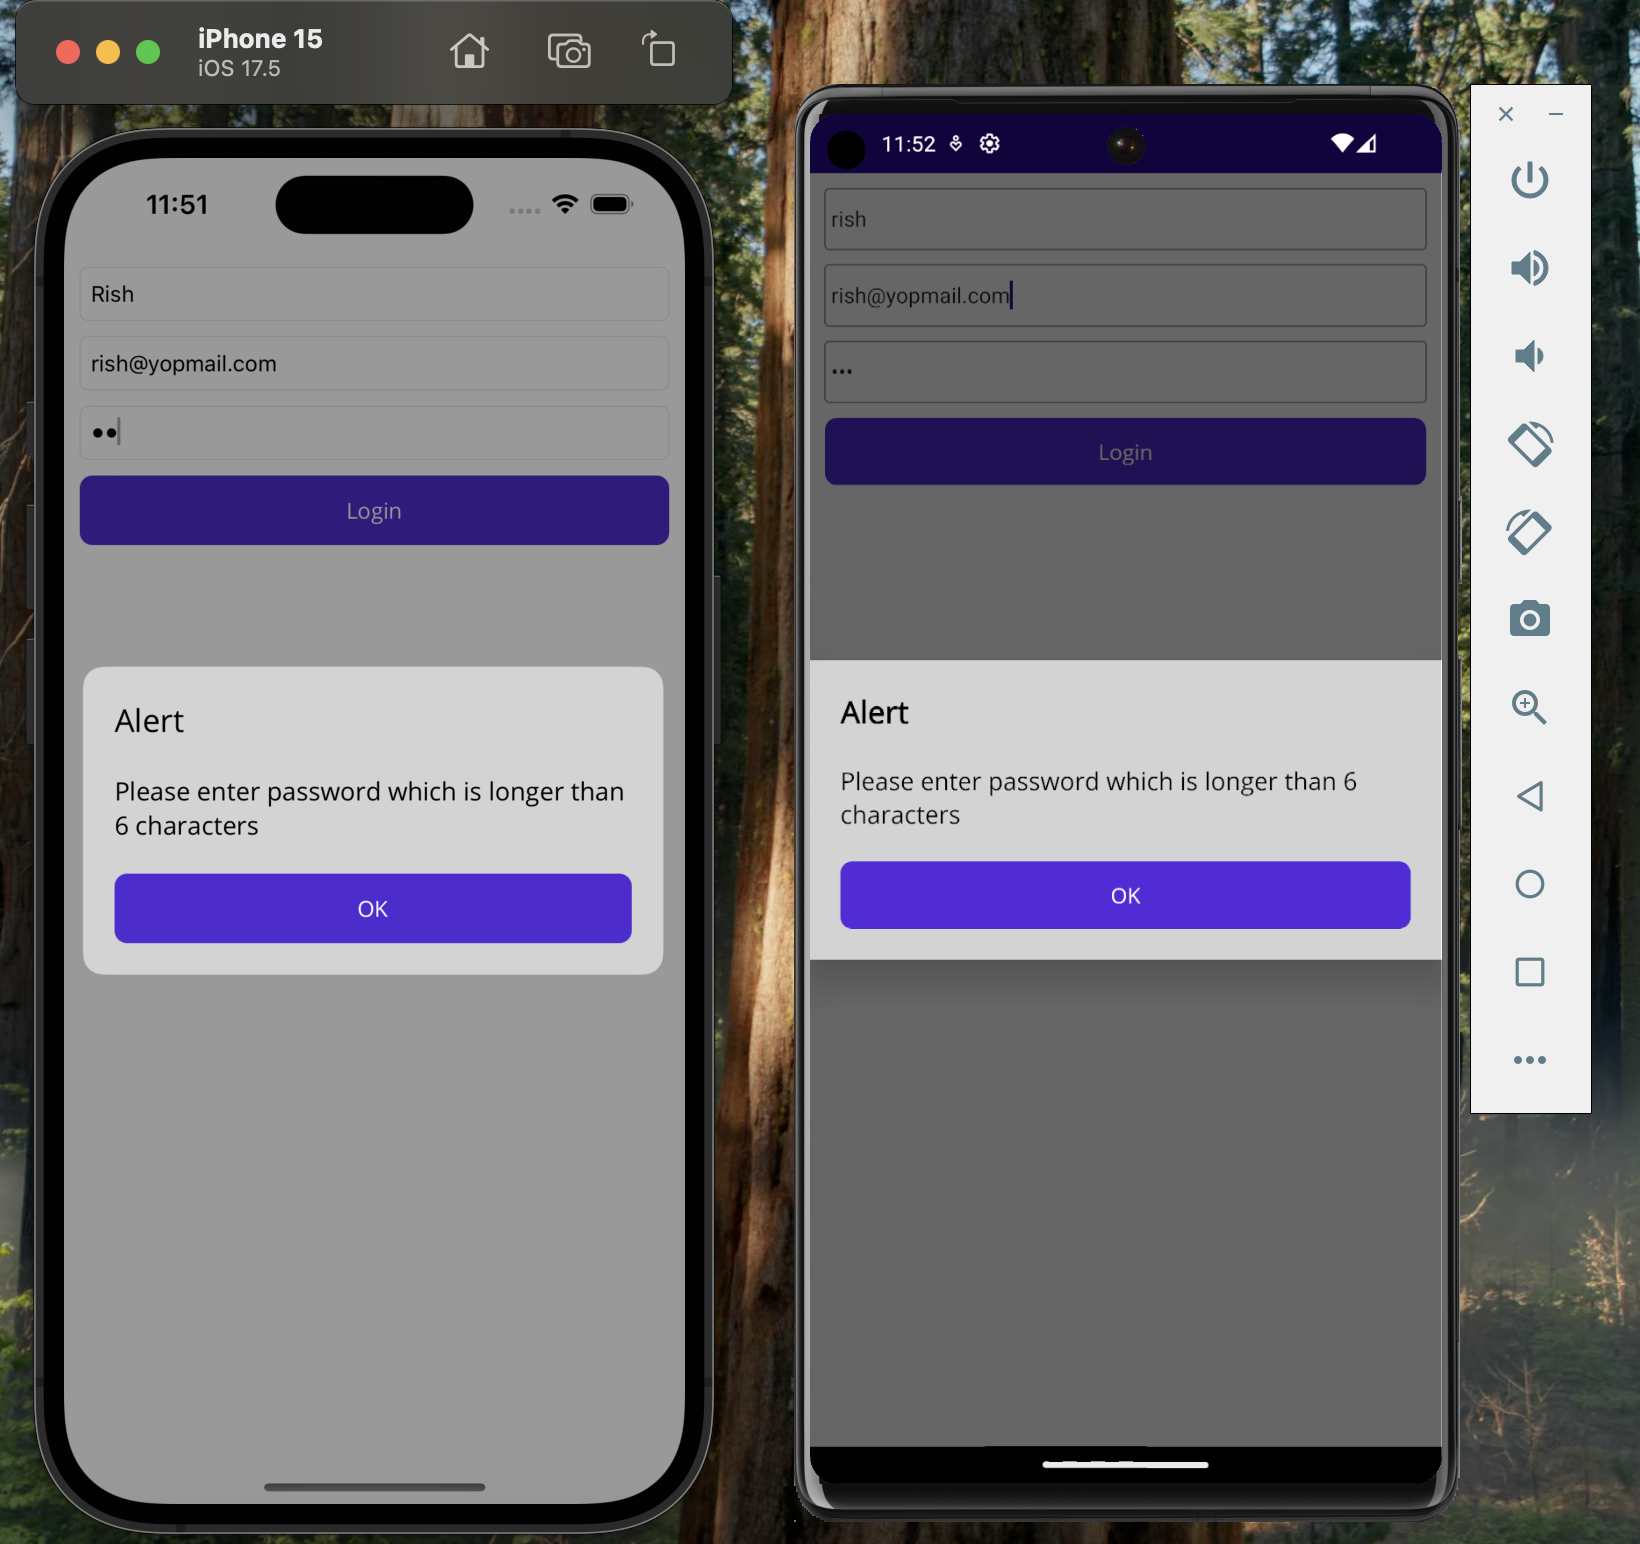 iPhone 15
iOS 17.5
11:51
Rish
rish@yopmail.com
Login
Alert
Please enter password which is longer than
6 characters
OK
11:52
rish
rish@yopmail.com
Login
Alert
Please enter password which is longer than 6
characters
OK